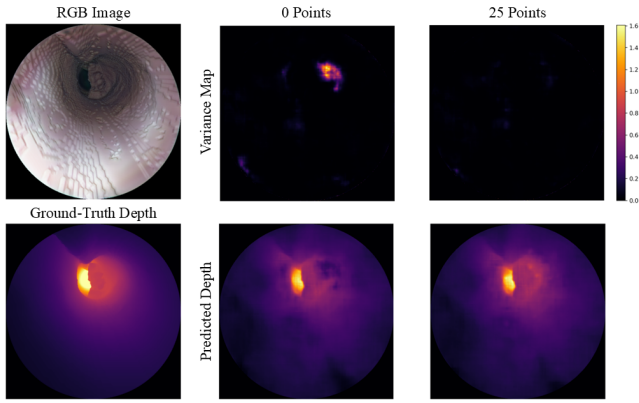 RGB Image
0 Points
25 Points
Variance Map
1.6
1.4
1.2
1.0
0.8
0.6
0.4
0.2
0.0
Ground-Truth Depth
Predicted Depth